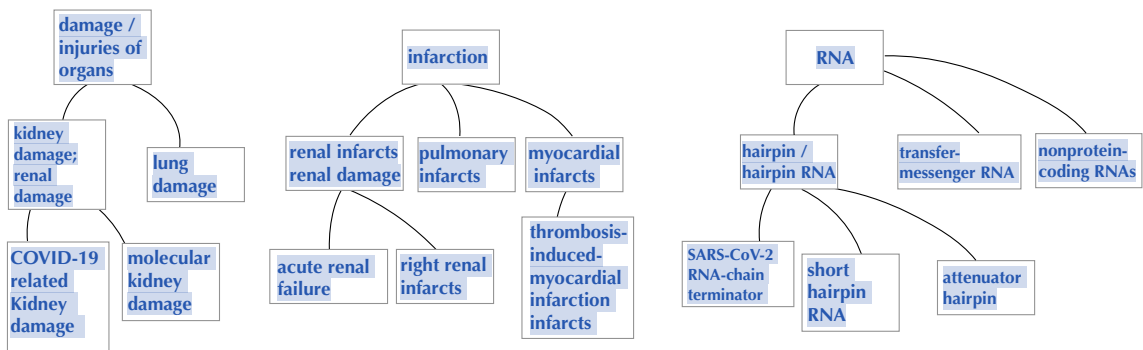 damage /
injuries of
organs
kidney
damage;
renal
damage
lung
damage
COVID-19
related
Kidney
damage
molecular
kidney
damage
infarction
renal infarcts
renal damage
pulmonary
infarcts
myocardial
infarcts
acute renal
failure
right renal
infarcts
thrombosis-
induced-
myocardial
infarction
infarcts
RNA
hairpin /
hairpin RNA
transfer-
messenger RNA
nonprotein-
coding RNAs
SARS-CoV-2
RNA-chain
terminator
short
hairpin
RNA
attenuator
hairpin